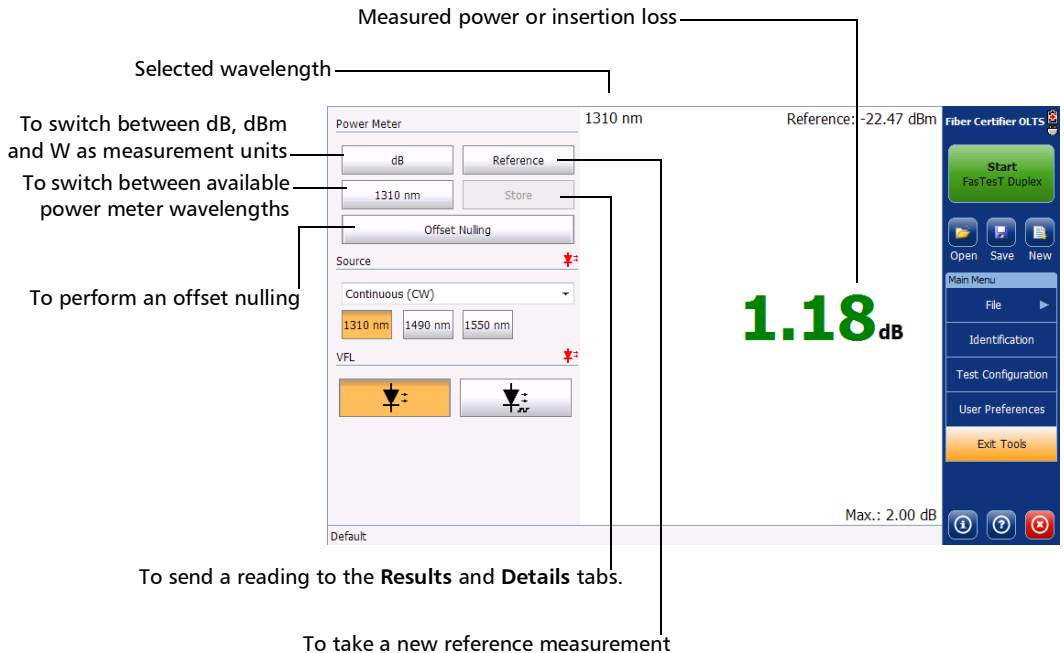 Measured power or insertion loss
Selected wavelength
To switch between dB, dBm
and W as measurement units
To switch between available
power meter wavelengths
To perform an offset nulling
Power Meter
dB
Reference
1310 nm
Store
Offset Nulling
Source
Continuous (CW)
1310 nm
1490 nm
1550 nm
VFL
1310 nm
Reference: -22.47 dBm
1.18 dB
Max.: 2.00 dB
Default
Fiber Certifier OLTS
Start
FasTesT Duplex
Open
Save
New
Main Menu
File
Identification
Test Configuration
User Preferences
Exit Tools
To send a reading to the Results and Details tabs.
To take a new reference measurement